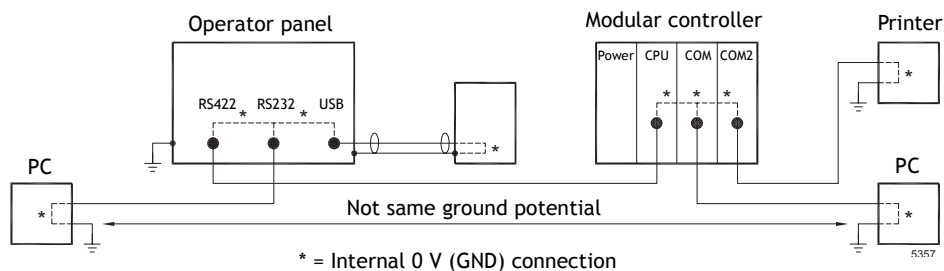 Operator panel
Modular controller
Printer
Power CPU COM COM2
RS422 RS232 USB
* * * * * *
*
PC
PC
* *
Not same ground potential
5357
* = Internal 0 V (GND) connection